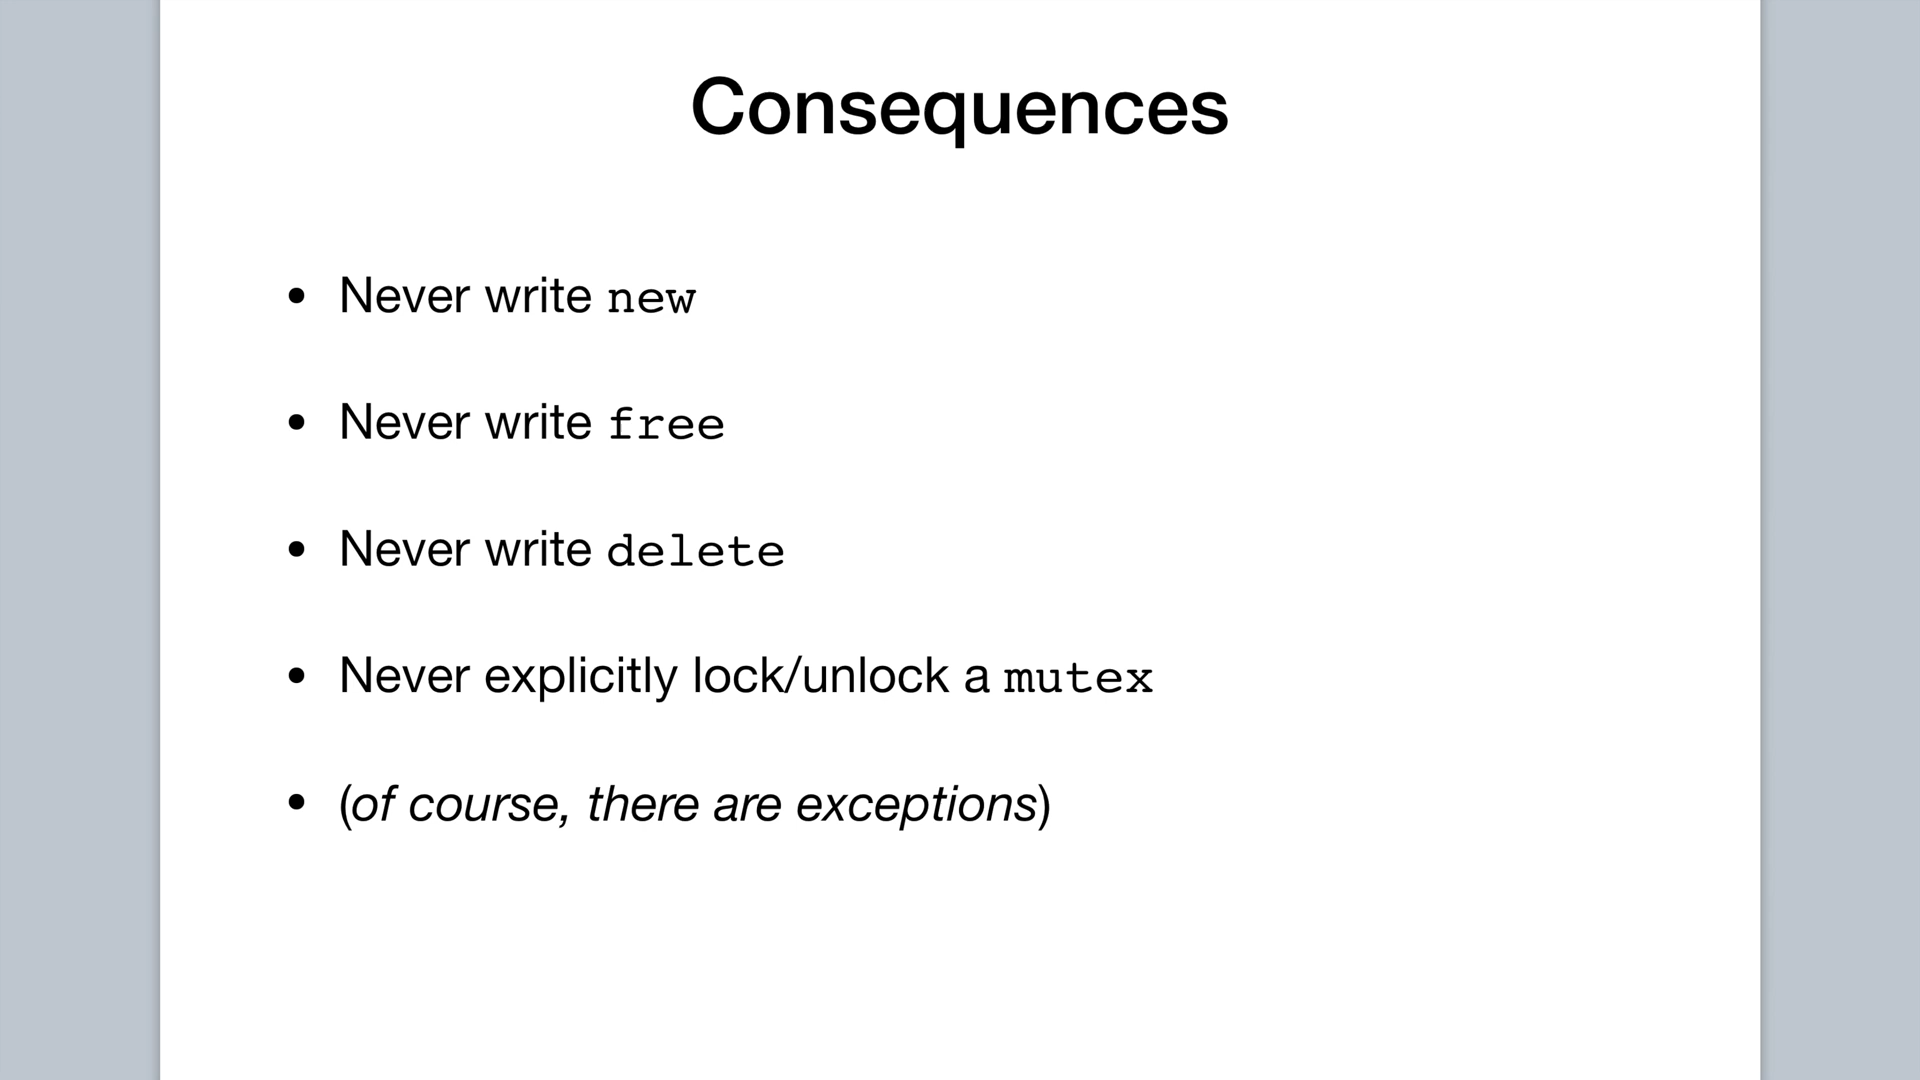 Consequences
• Never write new
• Never write free
• Never write delete
• Never explicitly lock/unlock a mutex
• (of course, there are exceptions)